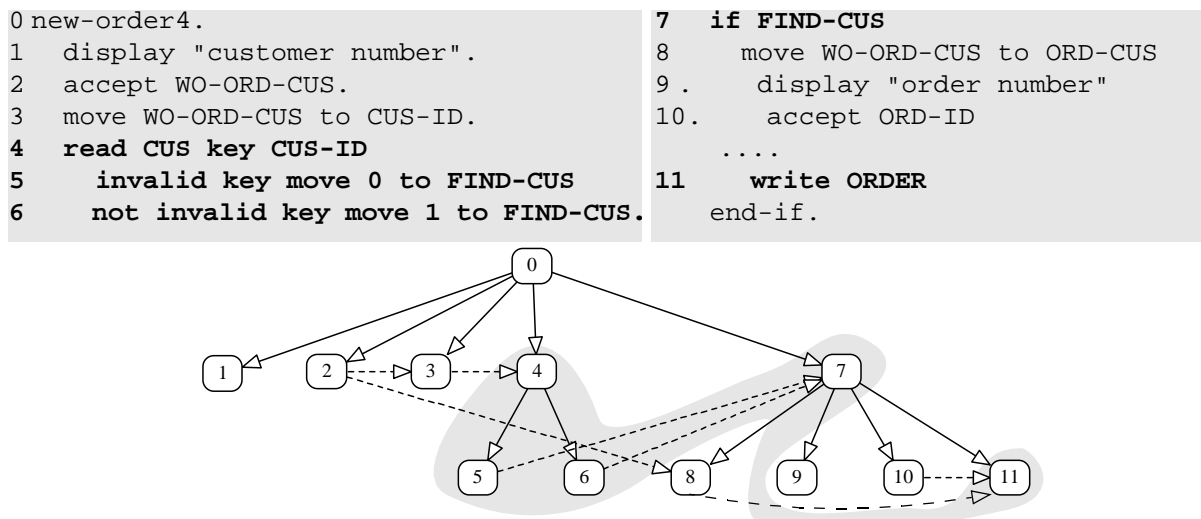 0 new-order4.
1 display "customer number".
2 accept WO-ORD-CUS.
3 move WO-ORD-CUS to CUS-ID.
4 read CUS key CUS-ID
5 invalid key move 0 to FIND-CUS
6 not invalid key move 1 to FIND-CUS.
7 if FIND-CUS
8 move WO-ORD-CUS to ORD-CUS
9 . display "order number"
10. accept ORD-ID
....
11 write ORDER
end-if.
0
1 2 3 4 7
5 6 8 9 10 11